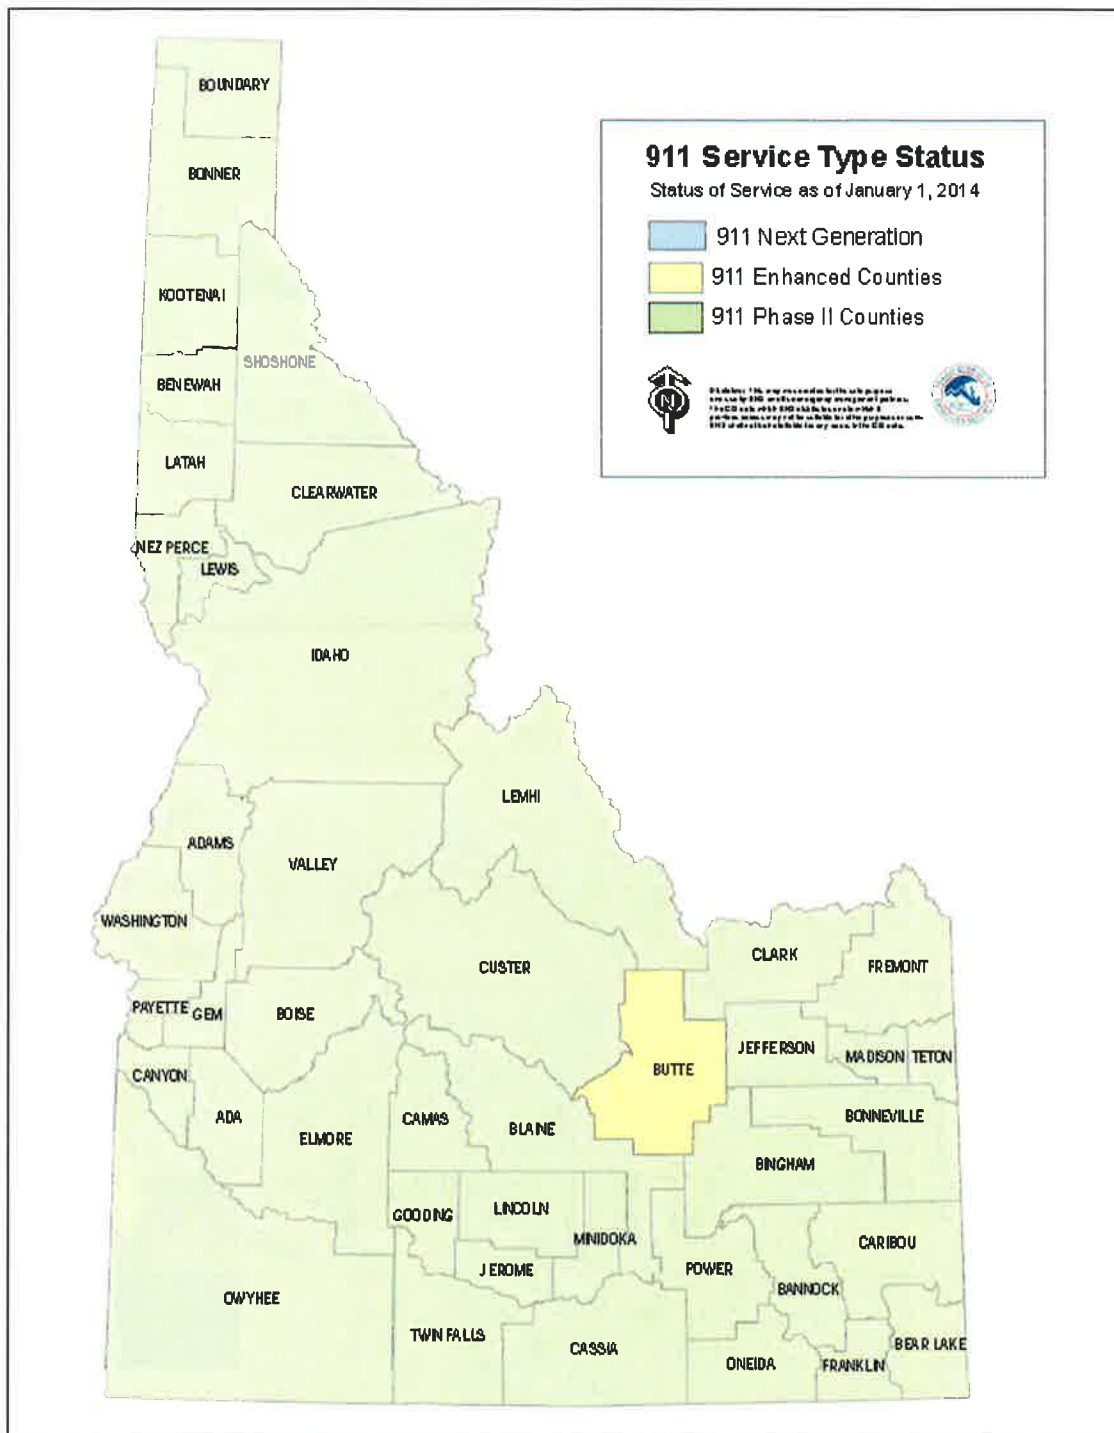 BOUNDARY
BONNER
911 Service Type Status
Status of Service as of January 1, 2014
911 Next Generation
911 Enhanced Counties
911 Phase II Counties
N
KOOTENAI
SHOSHONE
BENEWAH
LATAH
CLEARWATER
NEZ PERCE
LEWIS
IDAHO
LEMHI
ADAMS
VALLEY
WASHINGTON
CUSTER
CLARK
FREMONT
PAYETTE
GEM
BOISE
JEFFERSON
MADISON
TETON
BUTTE
CANYON
ADA
ELMORE
CAMAS
BLAINE
BONNEVILLE
BINGHAM
GOODING
LINCOLN
MINIDOKA
JEROME
POWER
CARIBOU
BANNOCK
OWYHEE
TWIN FALLS
CASSIA
ONEIDA
FRANKLIN
BEAR LAKE